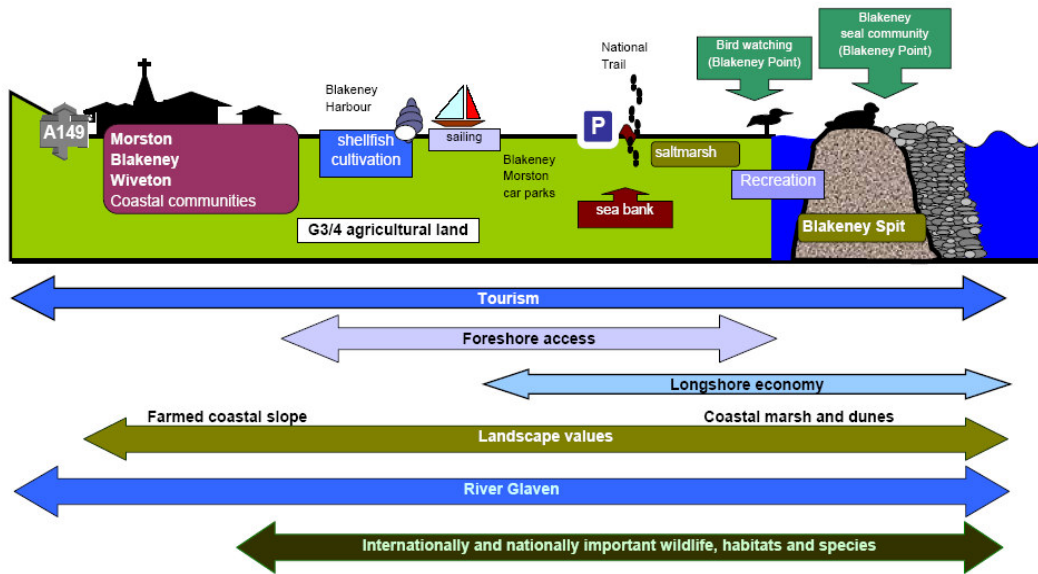 Blakeney
seal community
(Blakeney Point)
Bird watching
(Blakeney Point)
National
Trail
Blakeney
Harbour
A149
P
Morston
Blakeney
Wiveton
Coastal communities
shellfish
cultivation
sailing
Blakeney
Morston
car parks
saltmarsh
Recreation
sea bank
Blakeney Spit
G3/4 agricultural land
Tourism
Foreshore access
Longshore economy
Farmed coastal slope
Coastal marsh and dunes
Landscape values
River Glaven
Internationally and nationally important wildlife, habitats and species